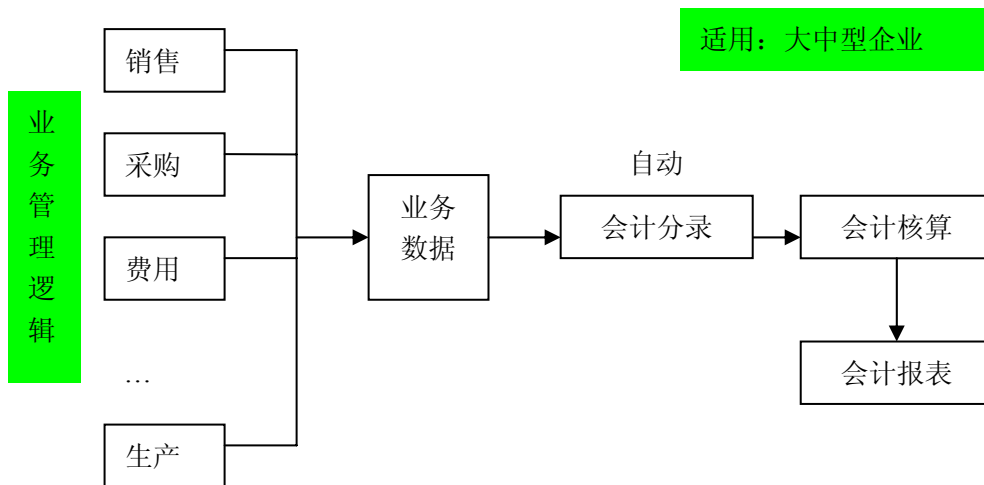 适用：大中型企业
业
务
管
理
逻
辑
销售
采购
费用
…
生产
业务
数据
自动
会计分录
会计核算
会计报表